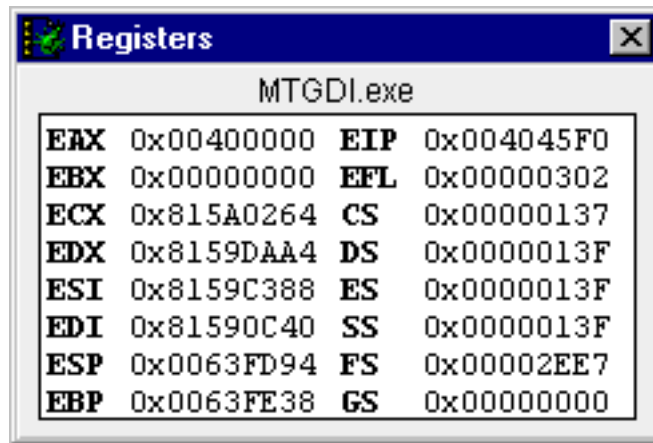 Registers
MTGDI.exe
EAX 0x00400000 EIP 0x004045F0
EBX 0x00000000 EFL 0x00000302
ECX 0x815A0264 CS 0x00000137
EDX 0x8159DAA4 DS 0x0000013F
ESI 0x8159C388 ES 0x0000013F
EDI 0x81590C40 SS 0x0000013F
ESP 0x0063FD94 FS 0x00002EE7
EBP 0x0063FE38 GS 0x00000000